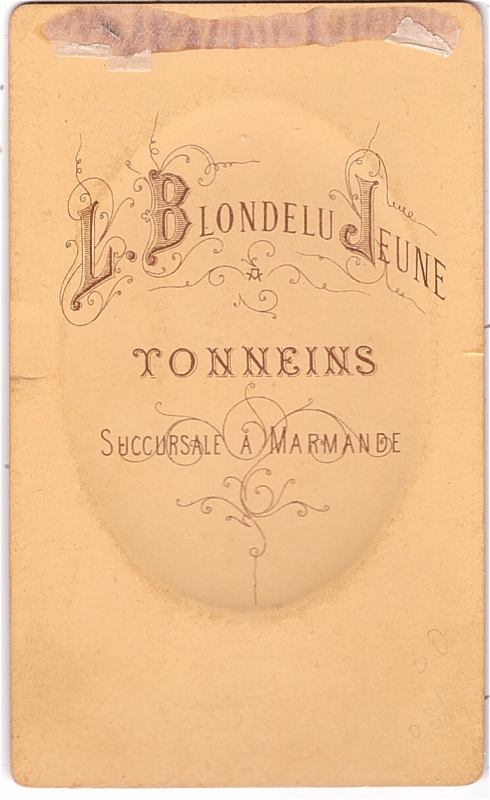 L. BLONDELU JEUNE
À
TONNEINS
SUCCURSALE À MARMANDE